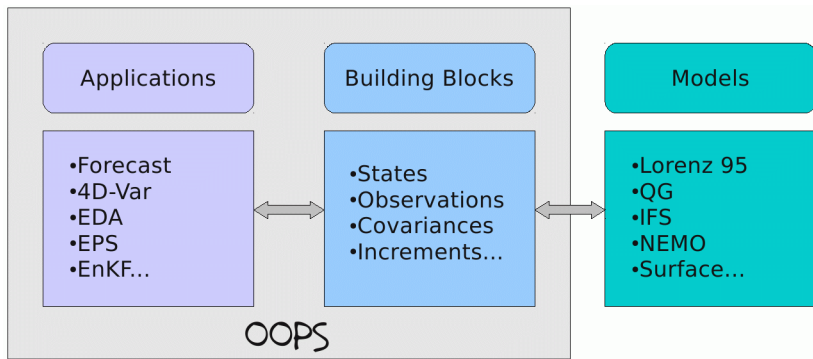 Applications
Building Blocks
Models
•Forecast
•4D-Var
•EDA
•EPS
•EnKF...
•States
•Observations
•Covariances
•Increments...
•Lorenz 95
•QG
•IFS
•NEMO
•Surface...
OOPS